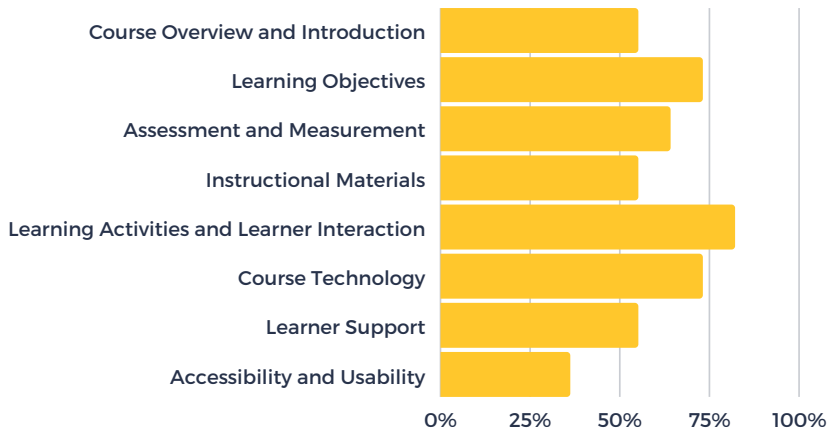 Course Overview and Introduction
Learning Objectives
Assessment and Measurement
Instructional Materials
Learning Activities and Learner Interaction
Course Technology
Learner Support
Accessibility and Usability
0% 25% 50% 75% 100%